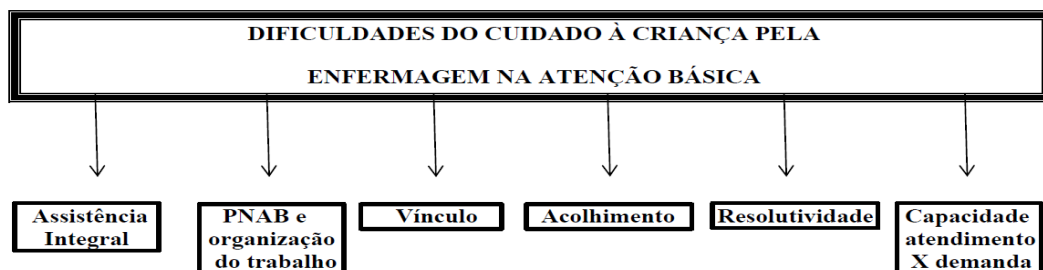 DIFICULDADES DO CUIDADO À CRIANÇA PELA
ENFERMAGEM NA ATENÇÃO BÁSICA
Assistência
Integral
PNAB e
organização
do trabalho
Vínculo
Acolhimento
Resolutividade
Capacidade
atendimento
X demanda